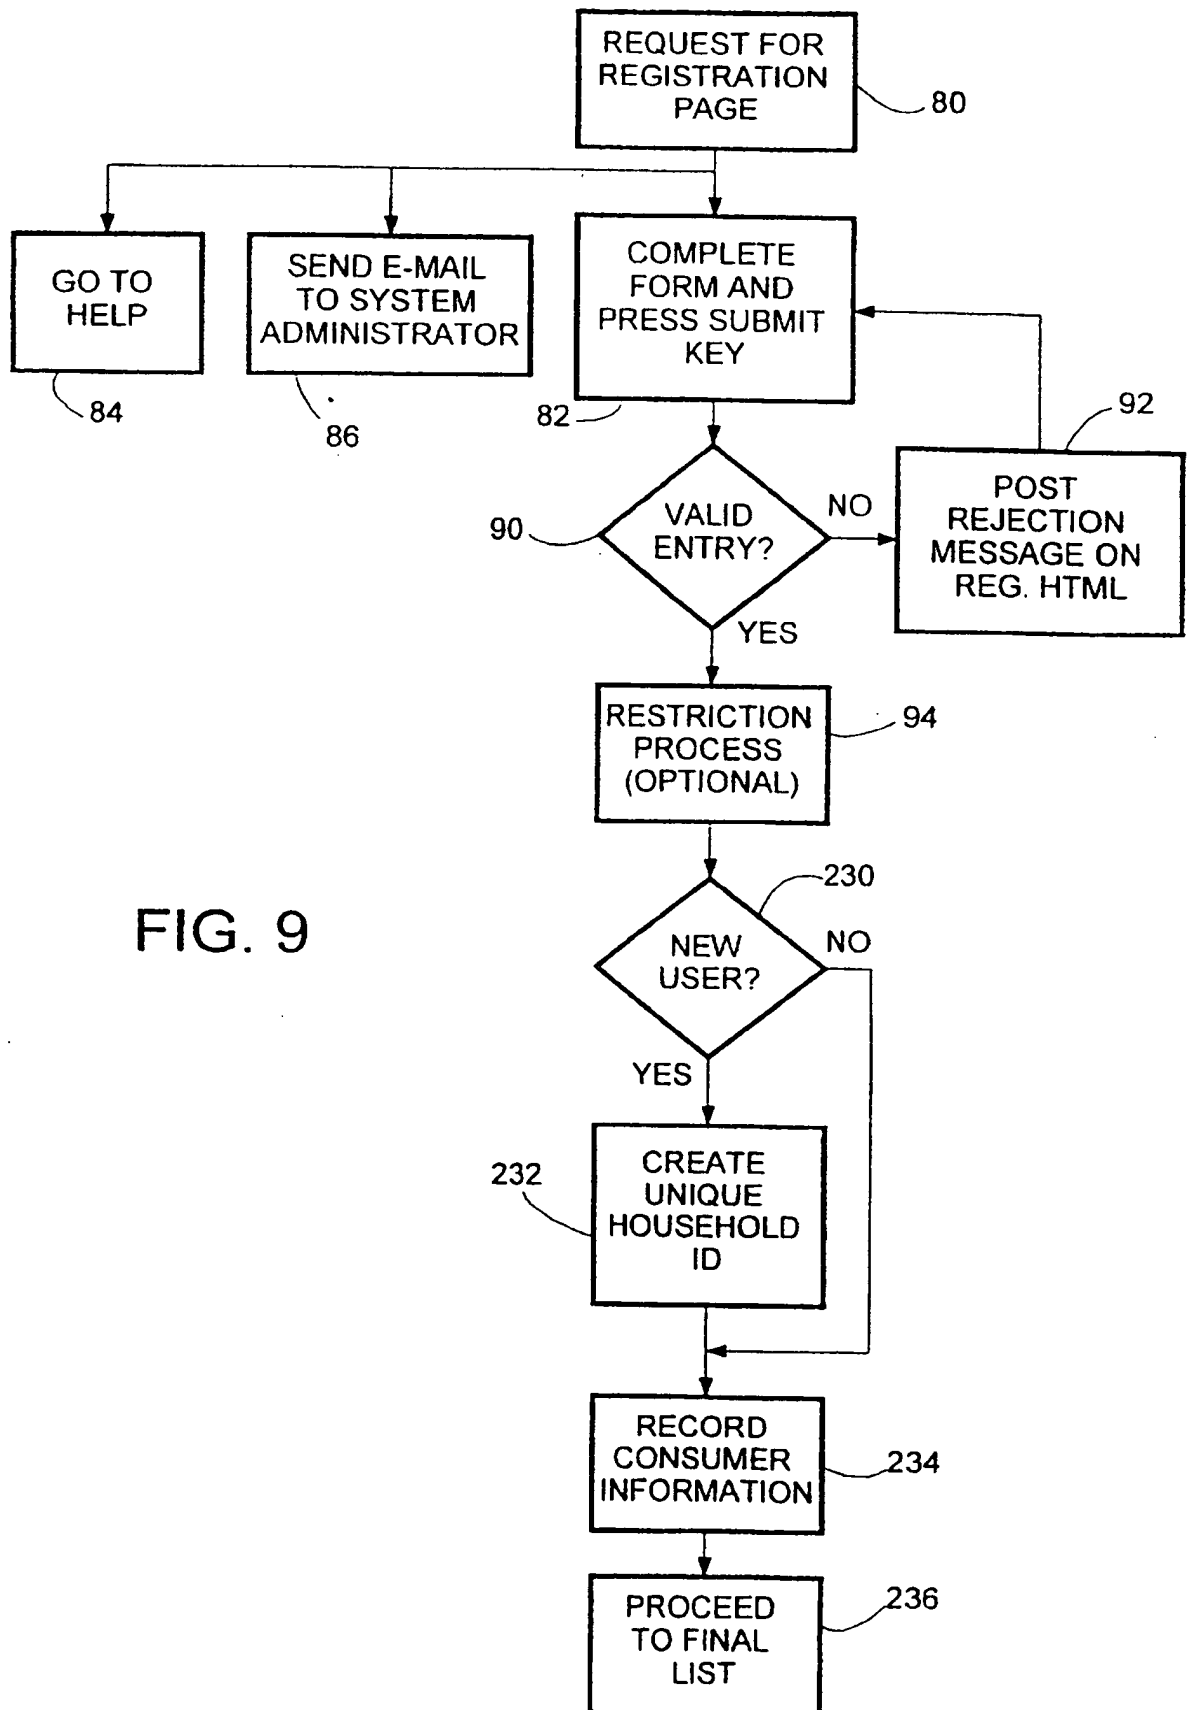 REQUEST FOR
REGISTRATION
PAGE
80
GO TO
HELP
84
SEND E-MAIL
TO SYSTEM
ADMINISTRATOR
86
COMPLETE
FORM AND
PRESS SUBMIT
KEY
82
92
POST
REJECTION
MESSAGE ON
REG. HTML
90
VALID
ENTRY?
NO
YES
RESTRICTION
PROCESS
(OPTIONAL)
94
FIG. 9
230
NEW
USER?
NO
YES
232
CREATE
UNIQUE
HOUSEHOLD
ID
RECORD
CONSUMER
INFORMATION
234
PROCEED
TO FINAL
LIST
236